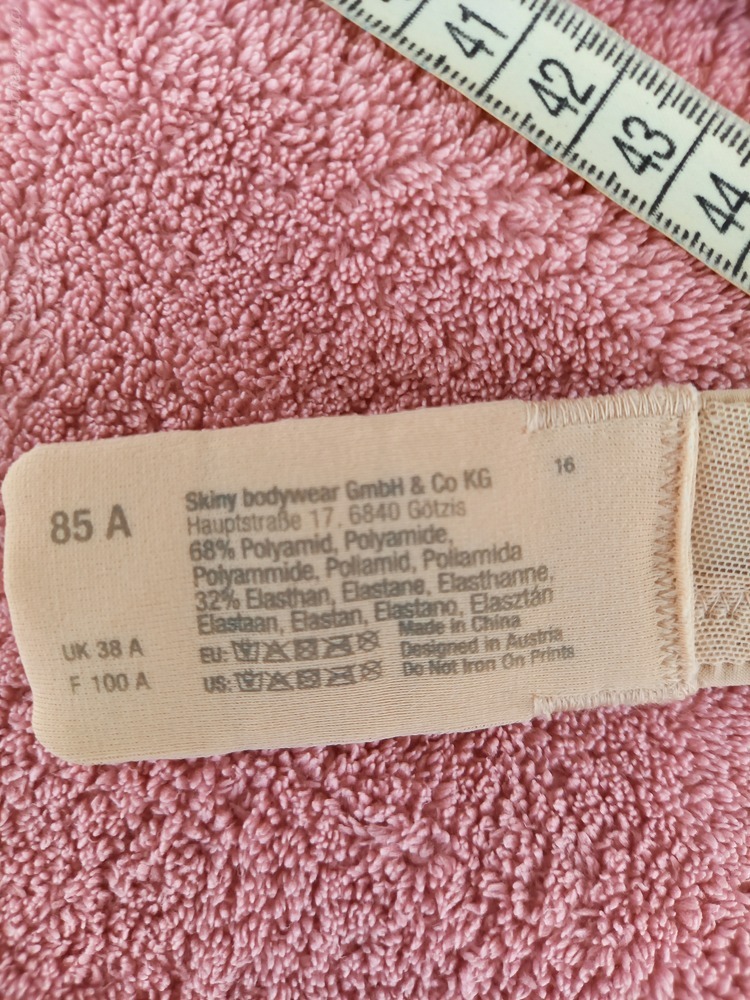 41
42
43
44
85 A
UK 38 A
F 100 A
Skiny bodywear GmbH & Co KG
Hauptstraße 17, 6840 Götzis
68% Polyamid, Polyamide,
Polyammide, Poliamid, Poliamida
32% Elasthan, Elastane, Elasthanne,
Elastaan, Elastan, Elastano, Elasztán
EU:
US:
Made in China
Designed in Austria
Do Not Iron On Prints
16